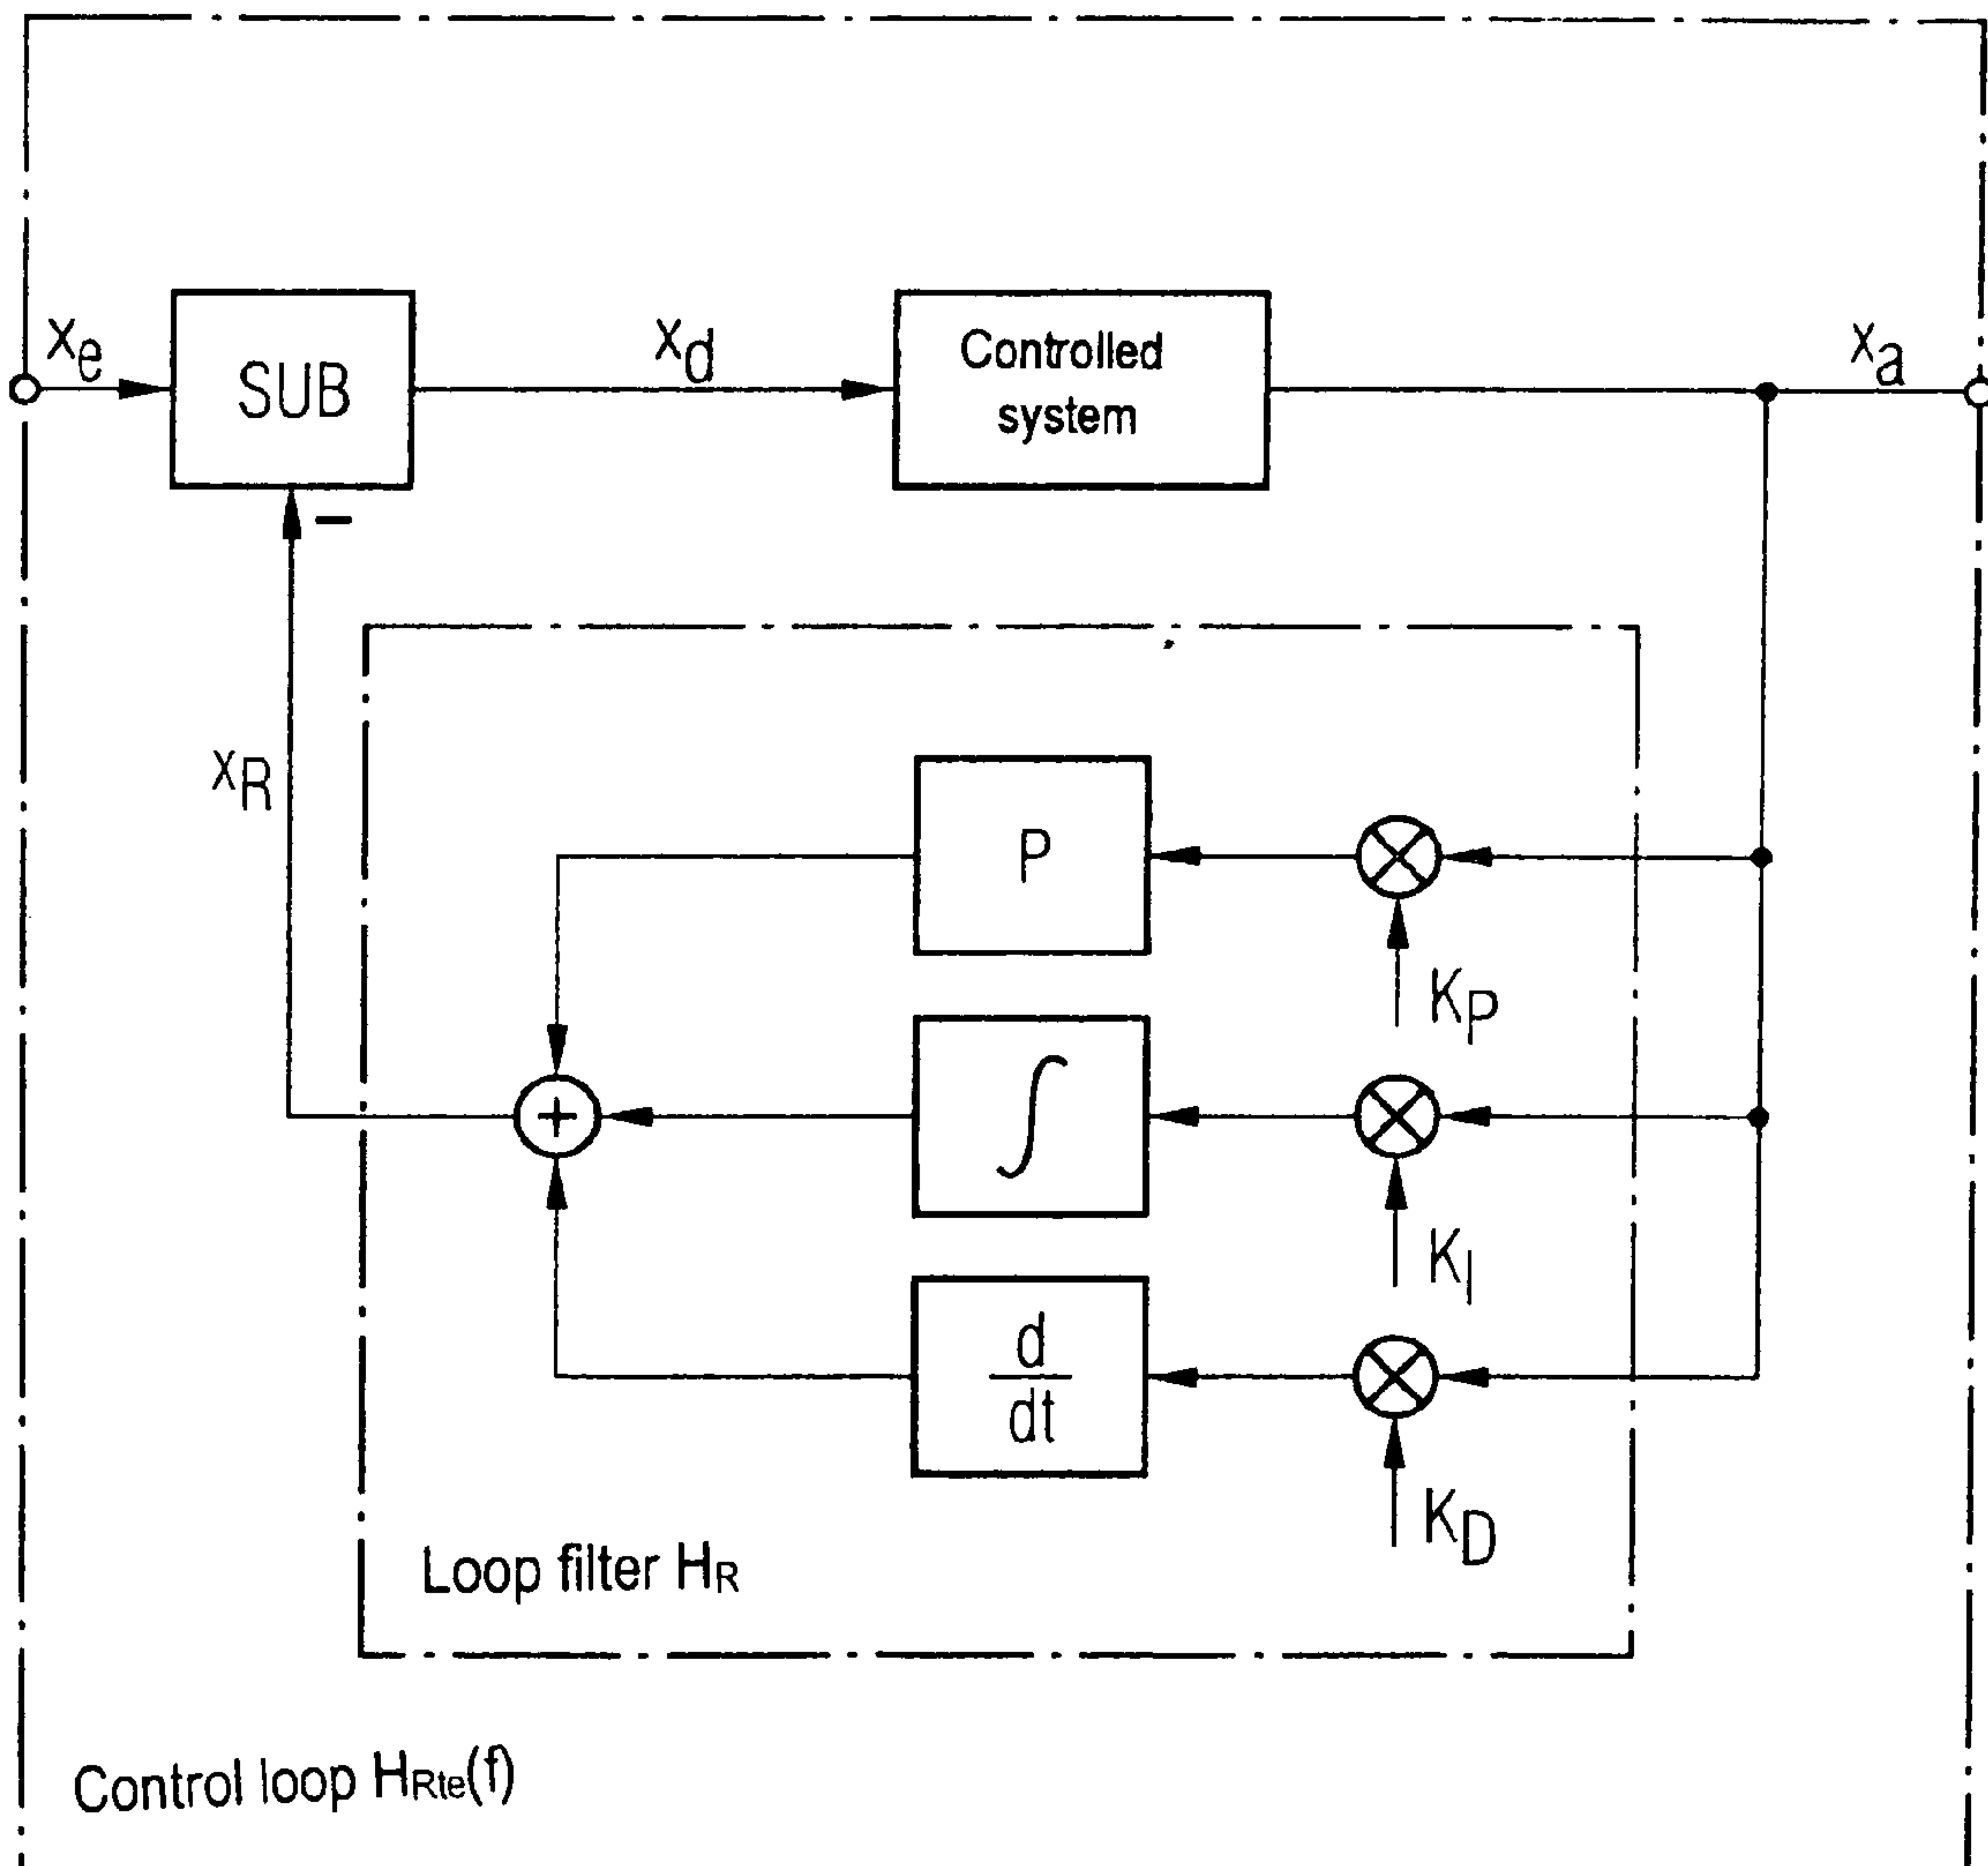 xe
SUB
xd
Controlled
system
xa
−
xR
P
KP
+
∫
KI
d
dt
KD
Loop filter HR
Control loop HRte(f)